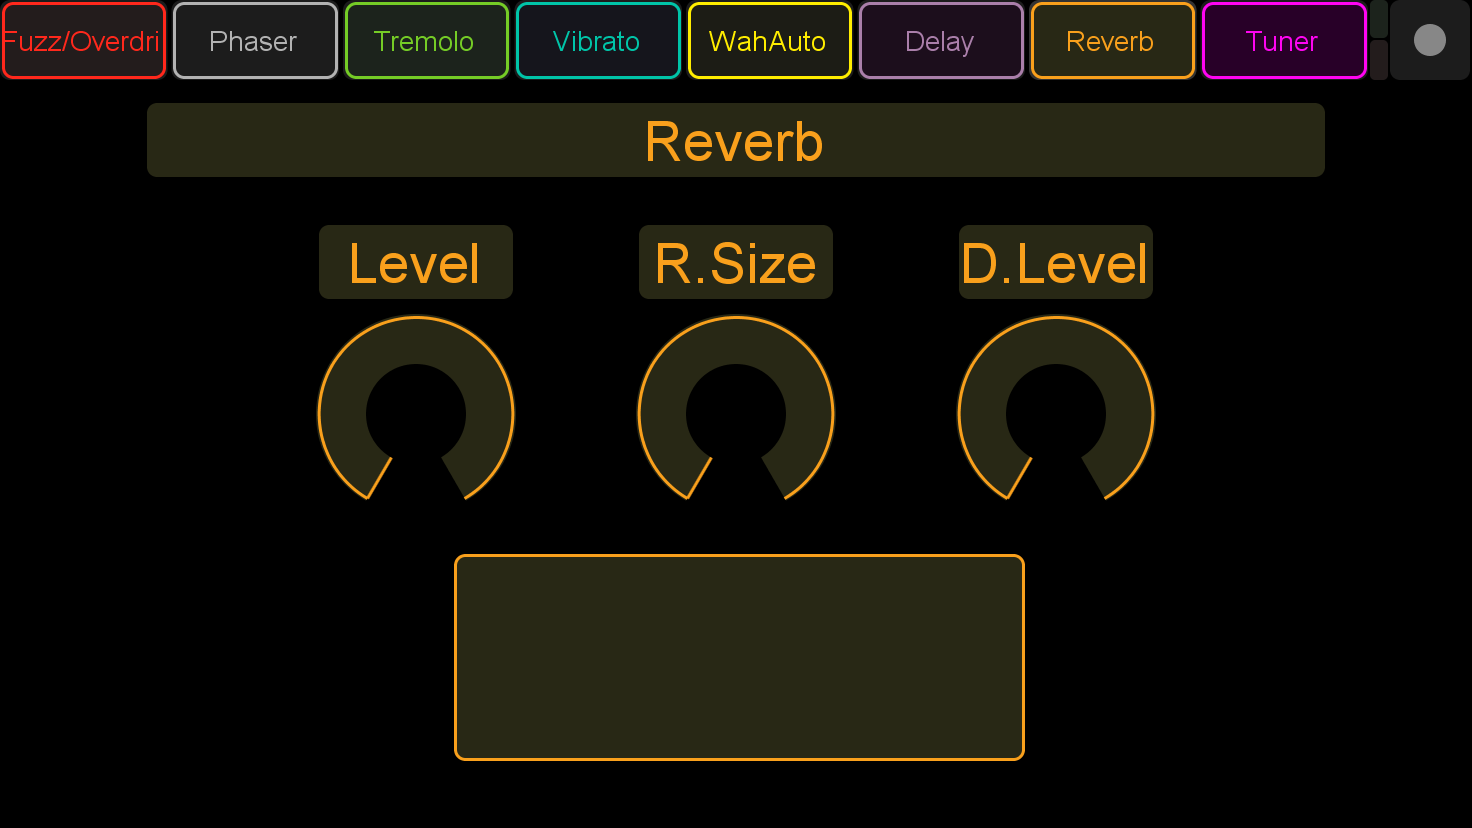 Fuzz/Overdri
Phaser
Tremolo
Vibrato
WahAuto
Delay
Reverb
Tuner
Reverb
Level
R.Size
D.Level